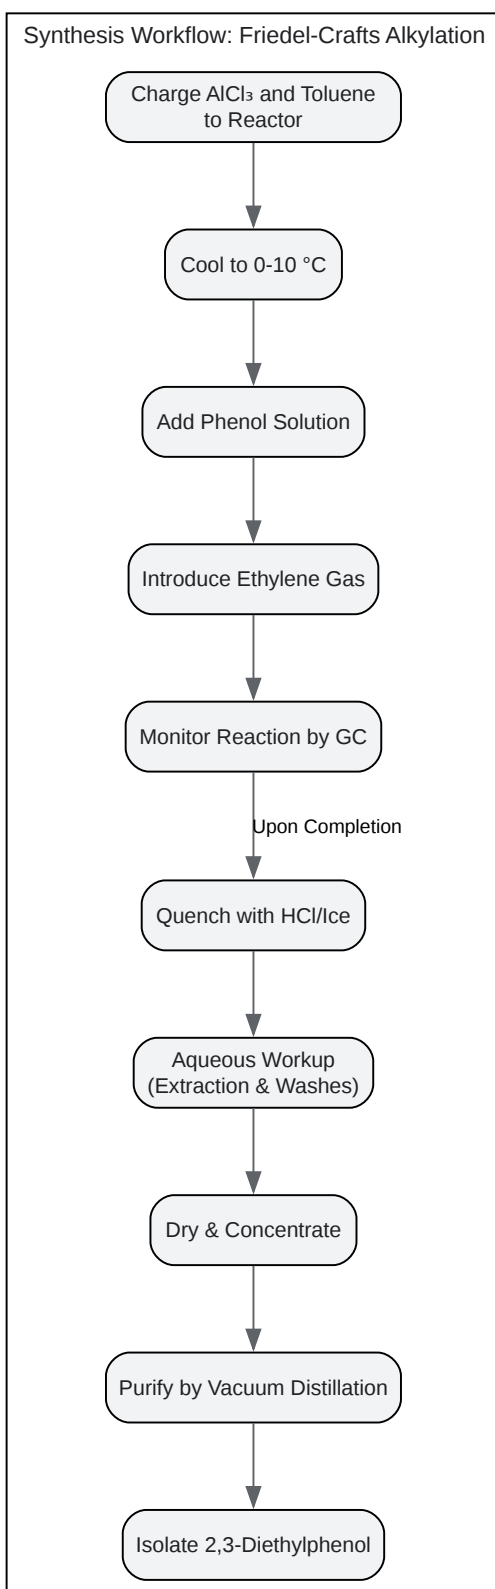 Synthesis Workflow: Friedel-Crafts Alkylation
Charge AlCl₃ and Toluene
to Reactor
Cool to 0-10 °C
Add Phenol Solution
Introduce Ethylene Gas
Monitor Reaction by GC
Upon Completion
Quench with HCl/Ice
Aqueous Workup
(Extraction & Washes)
Dry & Concentrate
Purify by Vacuum Distillation
Isolate 2,3-Diethylphenol